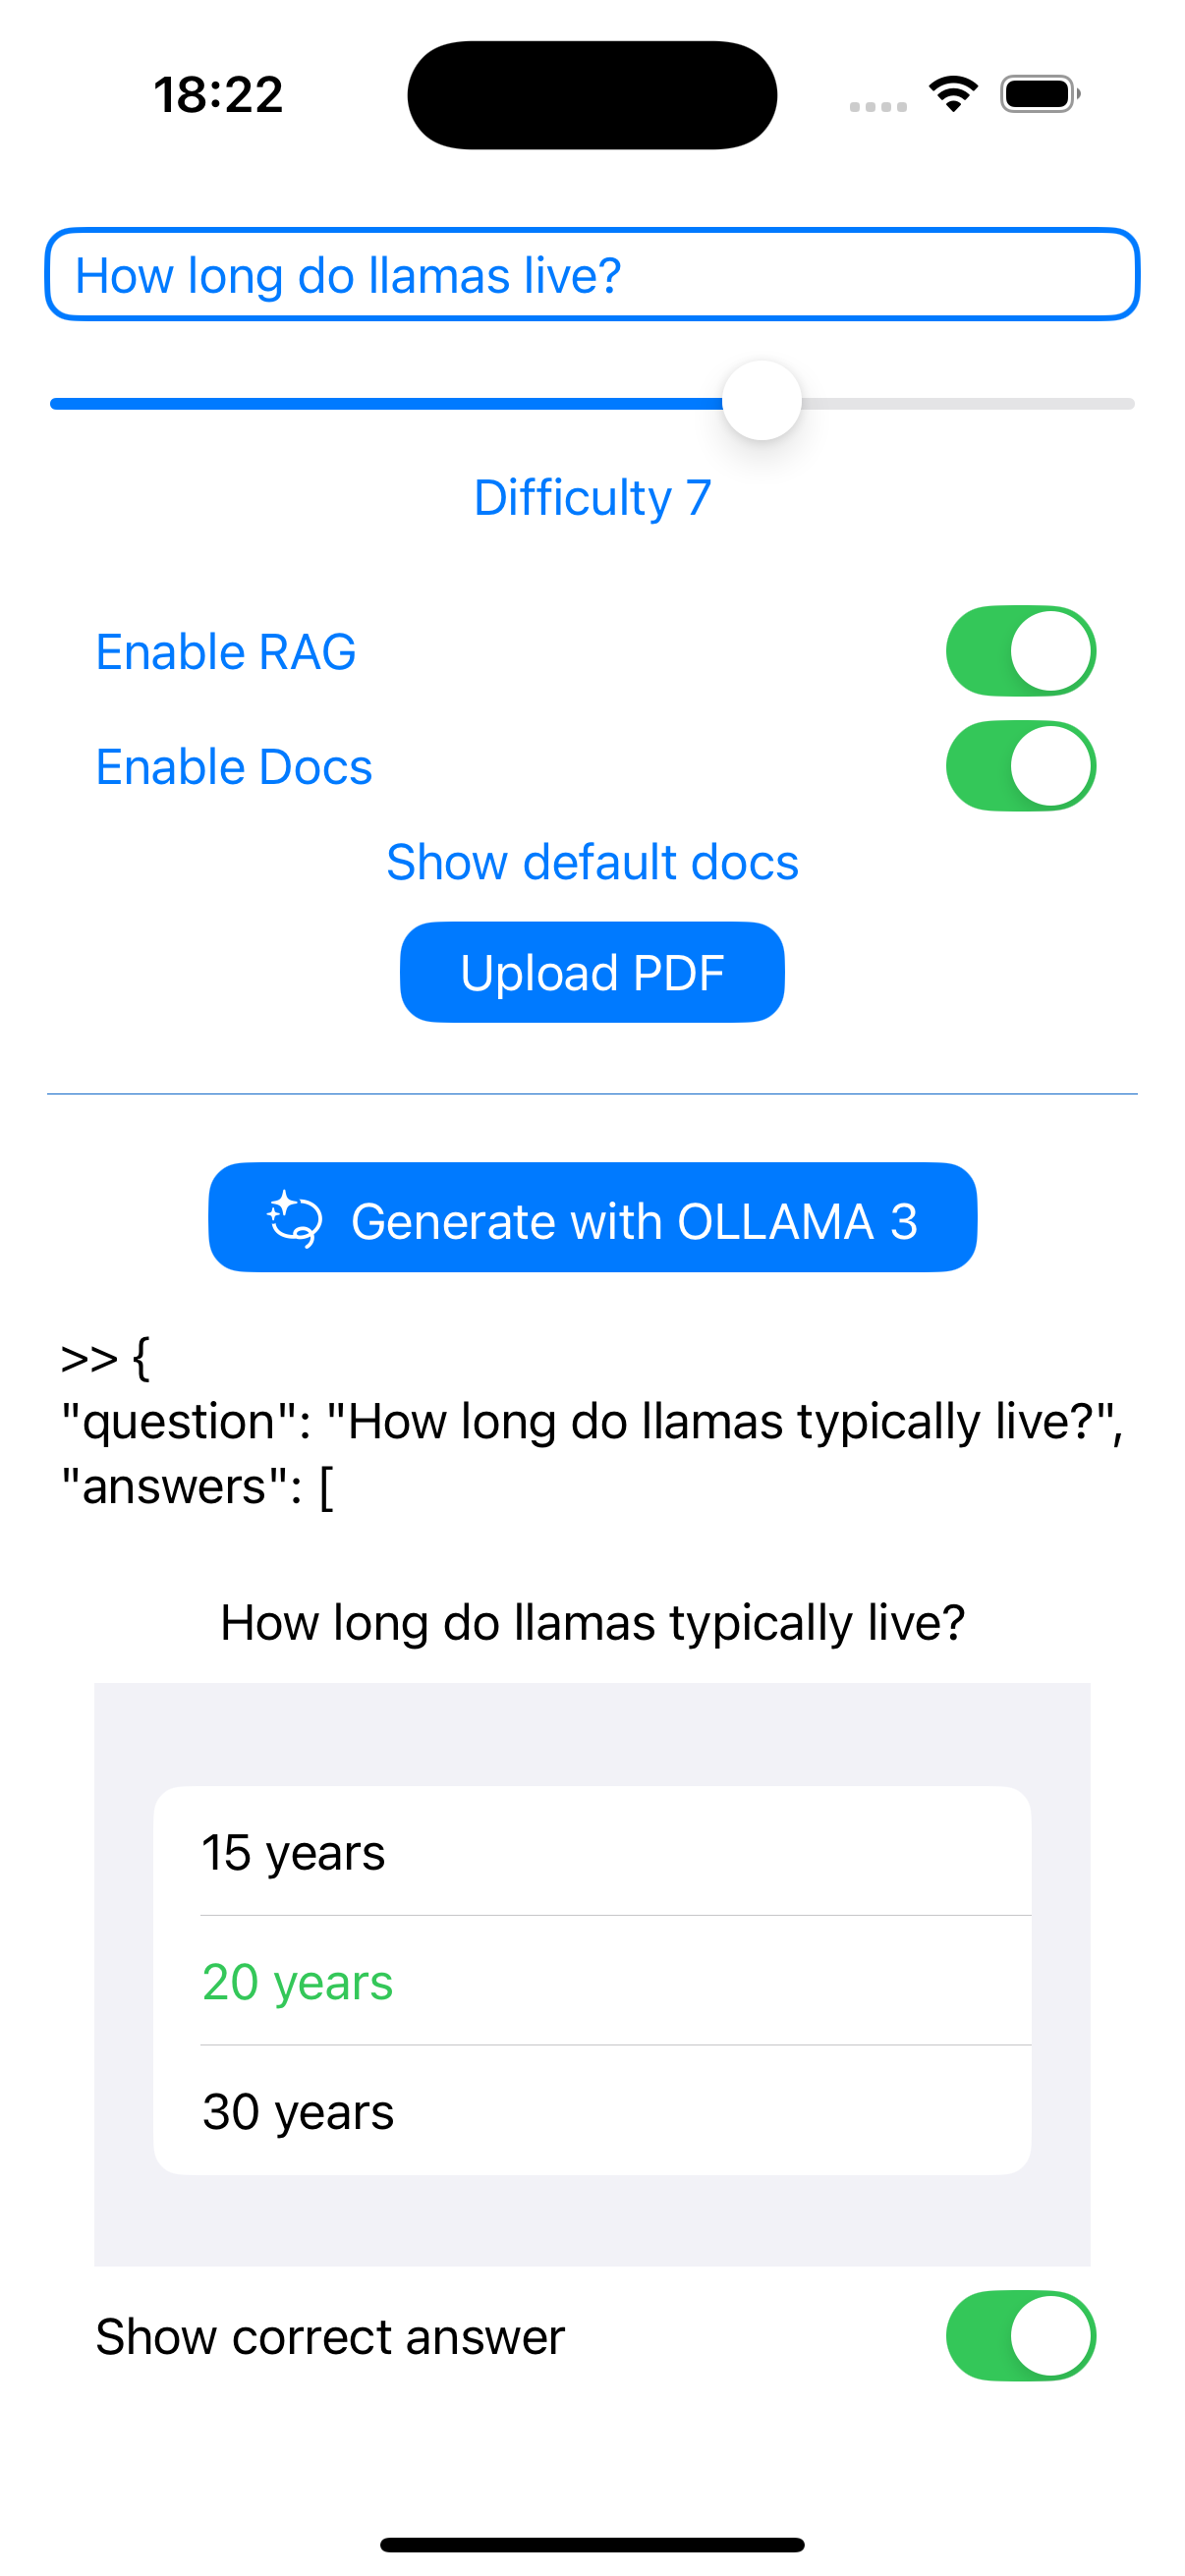 18:22
How long do llamas live?
Difficulty 7
Enable RAG
Enable Docs
Show default docs
Upload PDF
Generate with OLLAMA 3
>> {
"question": "How long do llamas typically live?",
"answers": [
How long do llamas typically live?
15 years
20 years
30 years
Show correct answer